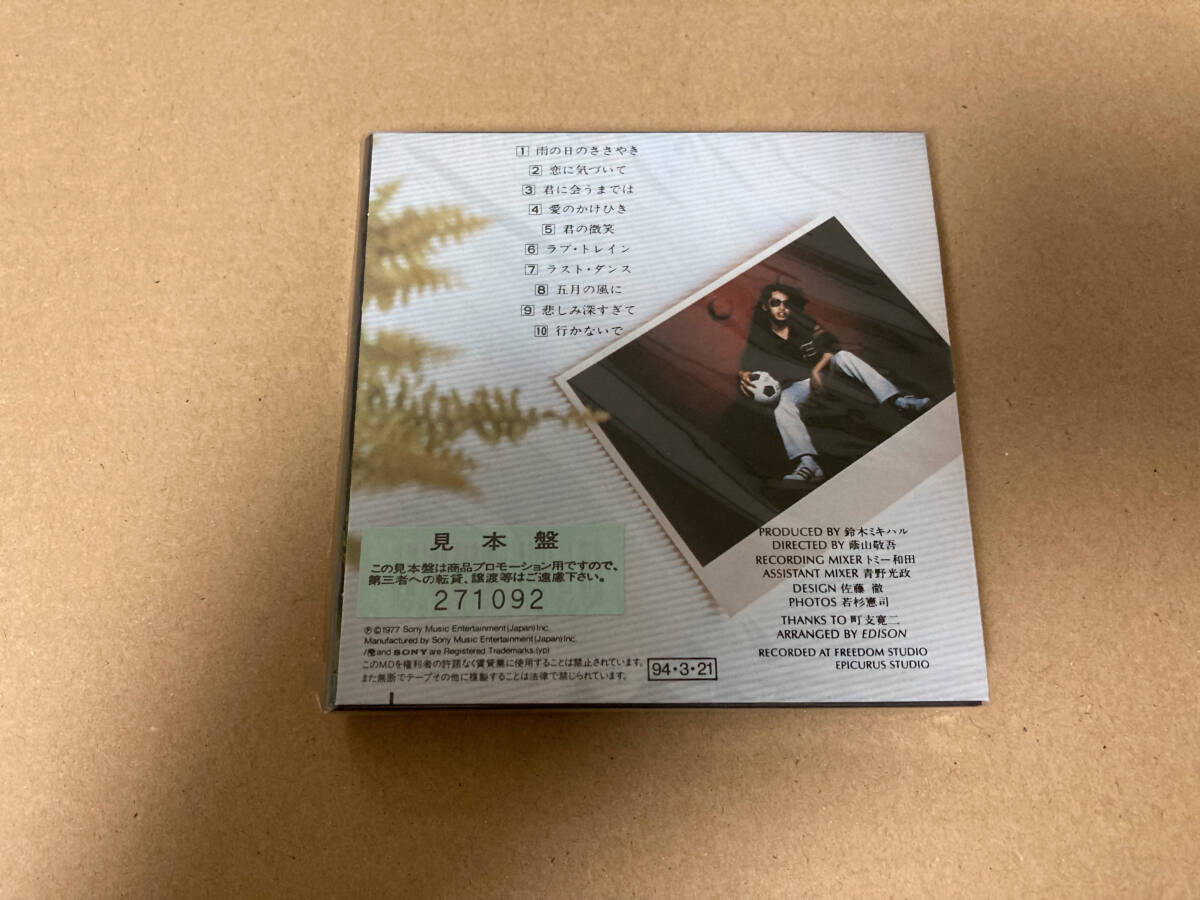 1 雨の日のささやき
2 恋に気づいて
3 君に会うまでは
4 愛のかけひき
5 君の微笑
6 ラブ・トレイン
7 ラスト・ダンス
8 五月の風に
9 悲しみ深すぎて
10 行かないで
PRODUCED BY 鈴木ミキハル
DIRECTED BY 蔭山敬吾
RECORDING MIXER トミー和田
ASSISTANT MIXER 青野光政
DESIGN 佐藤 徹
PHOTOS 若杉憲司
THANKS TO 町支寛二
ARRANGED BY EDISON
RECORDED AT FREEDOM STUDIO
EPICURUS STUDIO
見本盤
この見本盤は商品プロモーション用ですので、
第三者への転貸、譲渡等はご遠慮下さい。
271092
℗©1977 Sony Music Entertainment(Japan)Inc.
Manufactured by Sony Music Entertainment(Japan)Inc.
and SONY are Registered Trademarks.(yp)
このMDを権利者の許諾なく賃貸業に使用することは禁止されています。
また無断でテープその他に複製することは法律で禁じられています。
94・3・21